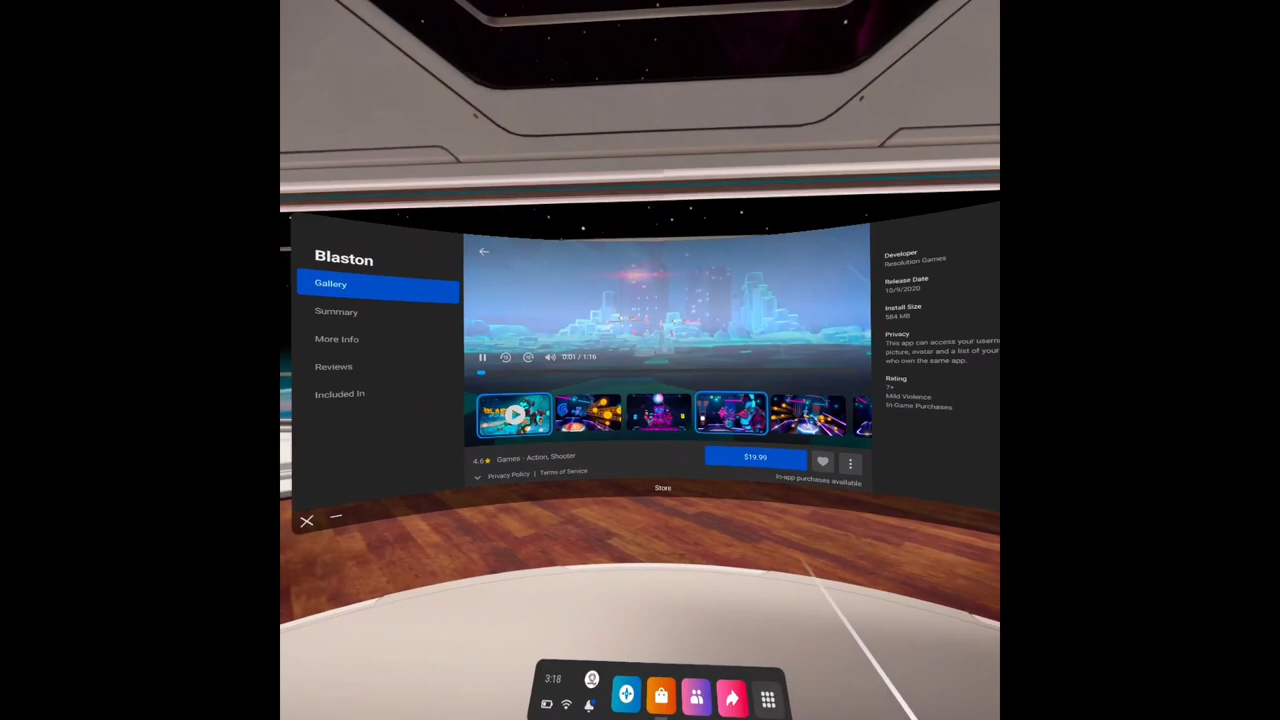 Blaston
Gallery
Summary
More Info
Reviews
Included In
0:01 / 1:16
4.6★ Games · Action, Shooter
Privacy Policy | Terms of Service
$19.99
In-app purchases available
Developer
Resolution Games
Release Date
10/9/2020
Install Size
584 MB
Privacy
This app can access your usern
picture, avatar and a list of your
who own the same app.
Rating
7+
Mild Violence
In-Game Purchases
Store
3:18